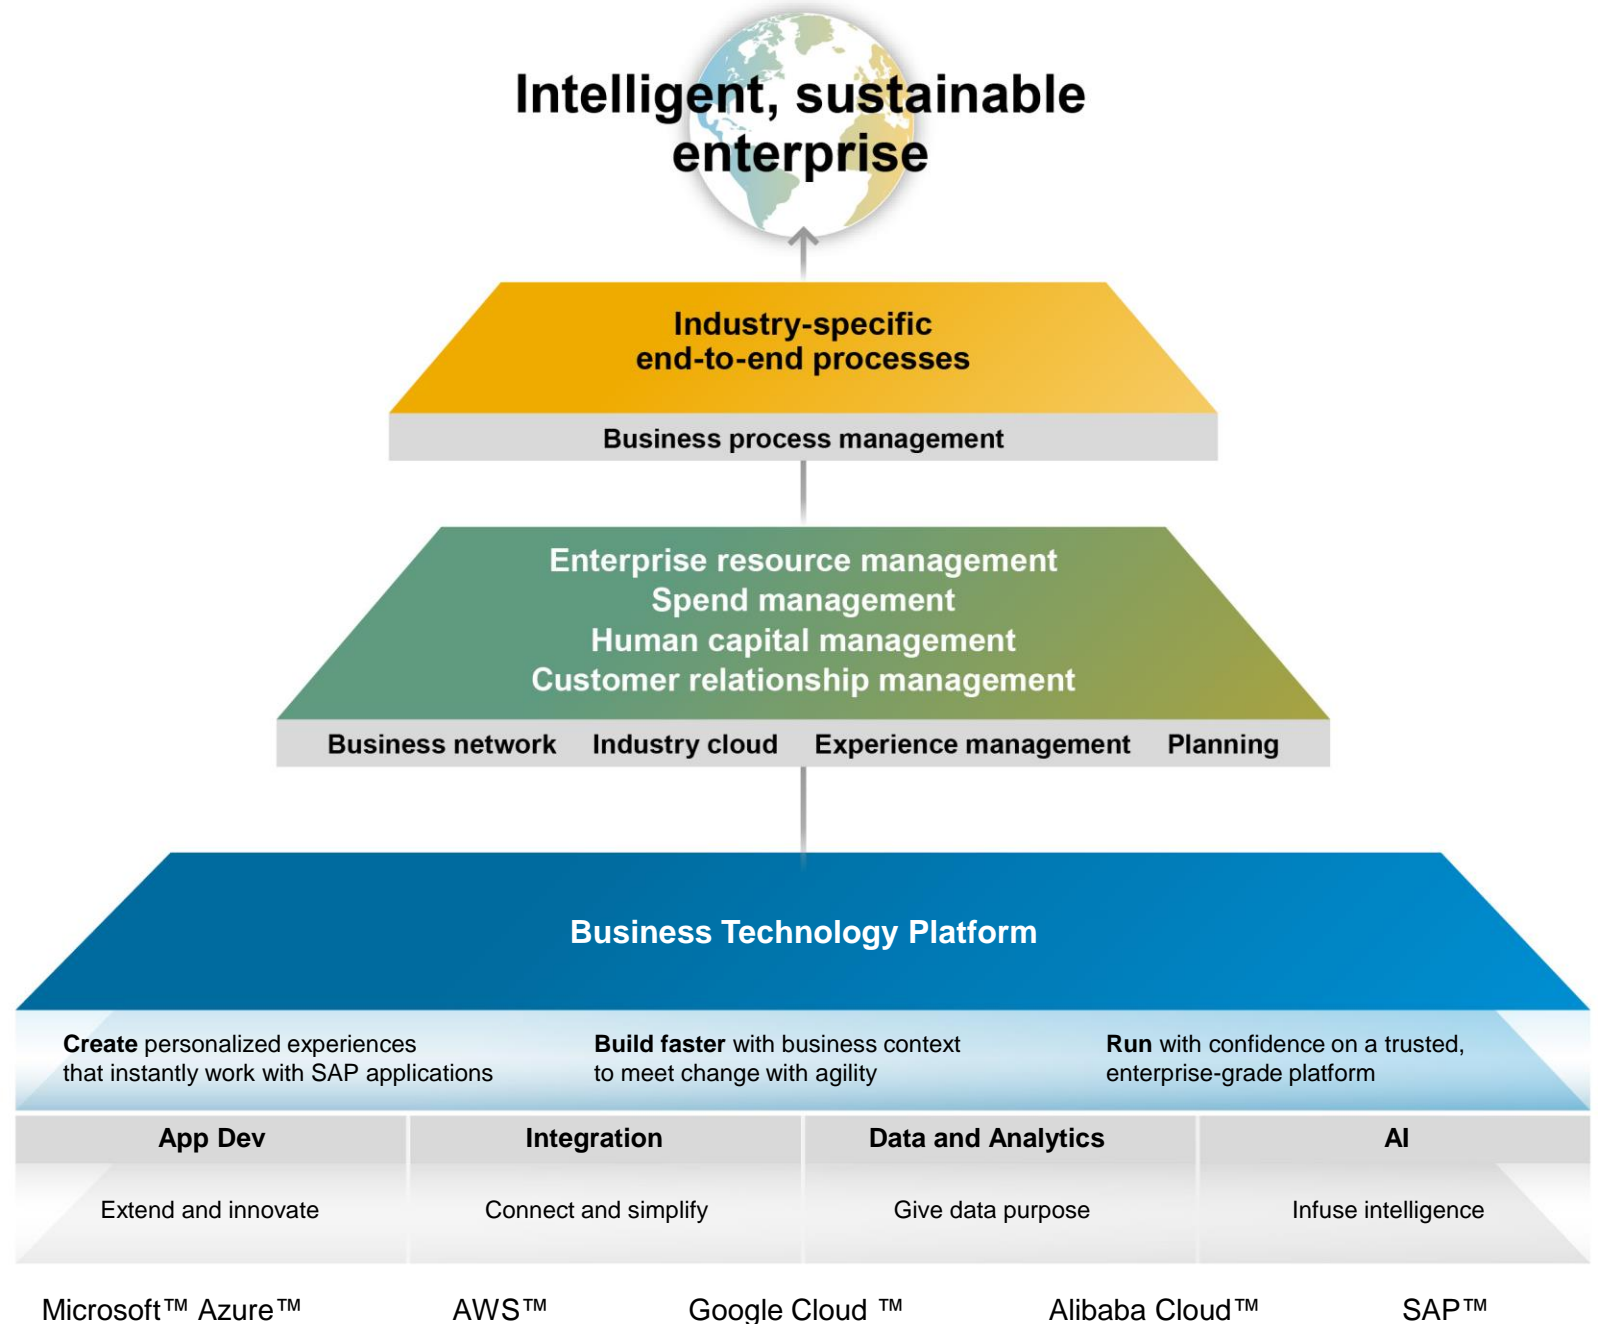 Intelligent, sustainable
enterprise
Industry-specific
end-to-end processes
Business process management
Enterprise resource management
Spend management
Human capital management
Customer relationship management
Business network Industry cloud Experience management Planning
Business Technology Platform
Create personalized experiences
that instantly work with SAP applications
Build faster with business context
to meet change with agility
Run with confidence on a trusted,
enterprise-grade platform
App Dev Integration Data and Analytics AI
Extend and innovate Connect and simplify Give data purpose Infuse intelligence
Microsoft™ Azure™ AWS™ Google Cloud ™ Alibaba Cloud™ SAP™